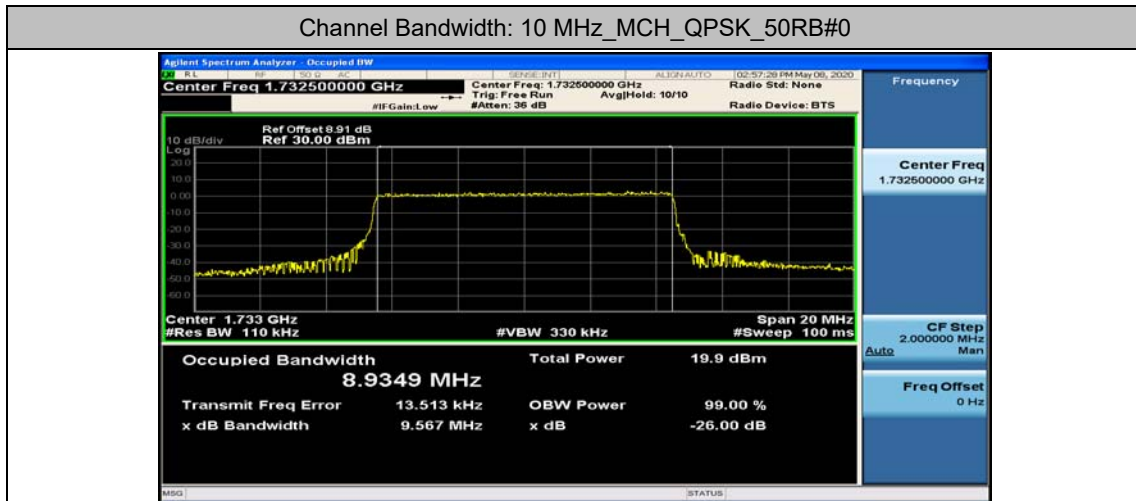 Channel Bandwidth: 10 MHz_MCH_QPSK_50RB#0
Agilent Spectrum Analyzer - Occupied BW
LXI RL RF 50 Ω AC SENSE:INT ALIGN AUTO 02:57:28 PM May 08, 2020
Center Freq 1.732500000 GHz Center Freq: 1.732500000 GHz Radio Std: None
Trig: Free Run Avg|Hold: 10/10
#IFGain:Low #Atten: 36 dB Radio Device: BTS
Ref Offset 8.91 dB
10 dB/div Ref 30.00 dBm
Log
20.0
10.0
0.00
-10.0
-20.0
-30.0
-40.0
-50.0
-60.0
Center 1.733 GHz Span 20 MHz
#Res BW 110 kHz #VBW 330 kHz #Sweep 100 ms
Occupied Bandwidth Total Power 19.9 dBm
8.9349 MHz
Transmit Freq Error 13.513 kHz OBW Power 99.00 %
x dB Bandwidth 9.567 MHz x dB -26.00 dB
MSG STATUS
Frequency
Center Freq
1.732500000 GHz
CF Step
2.000000 MHz
Auto Man
Freq Offset
0 Hz